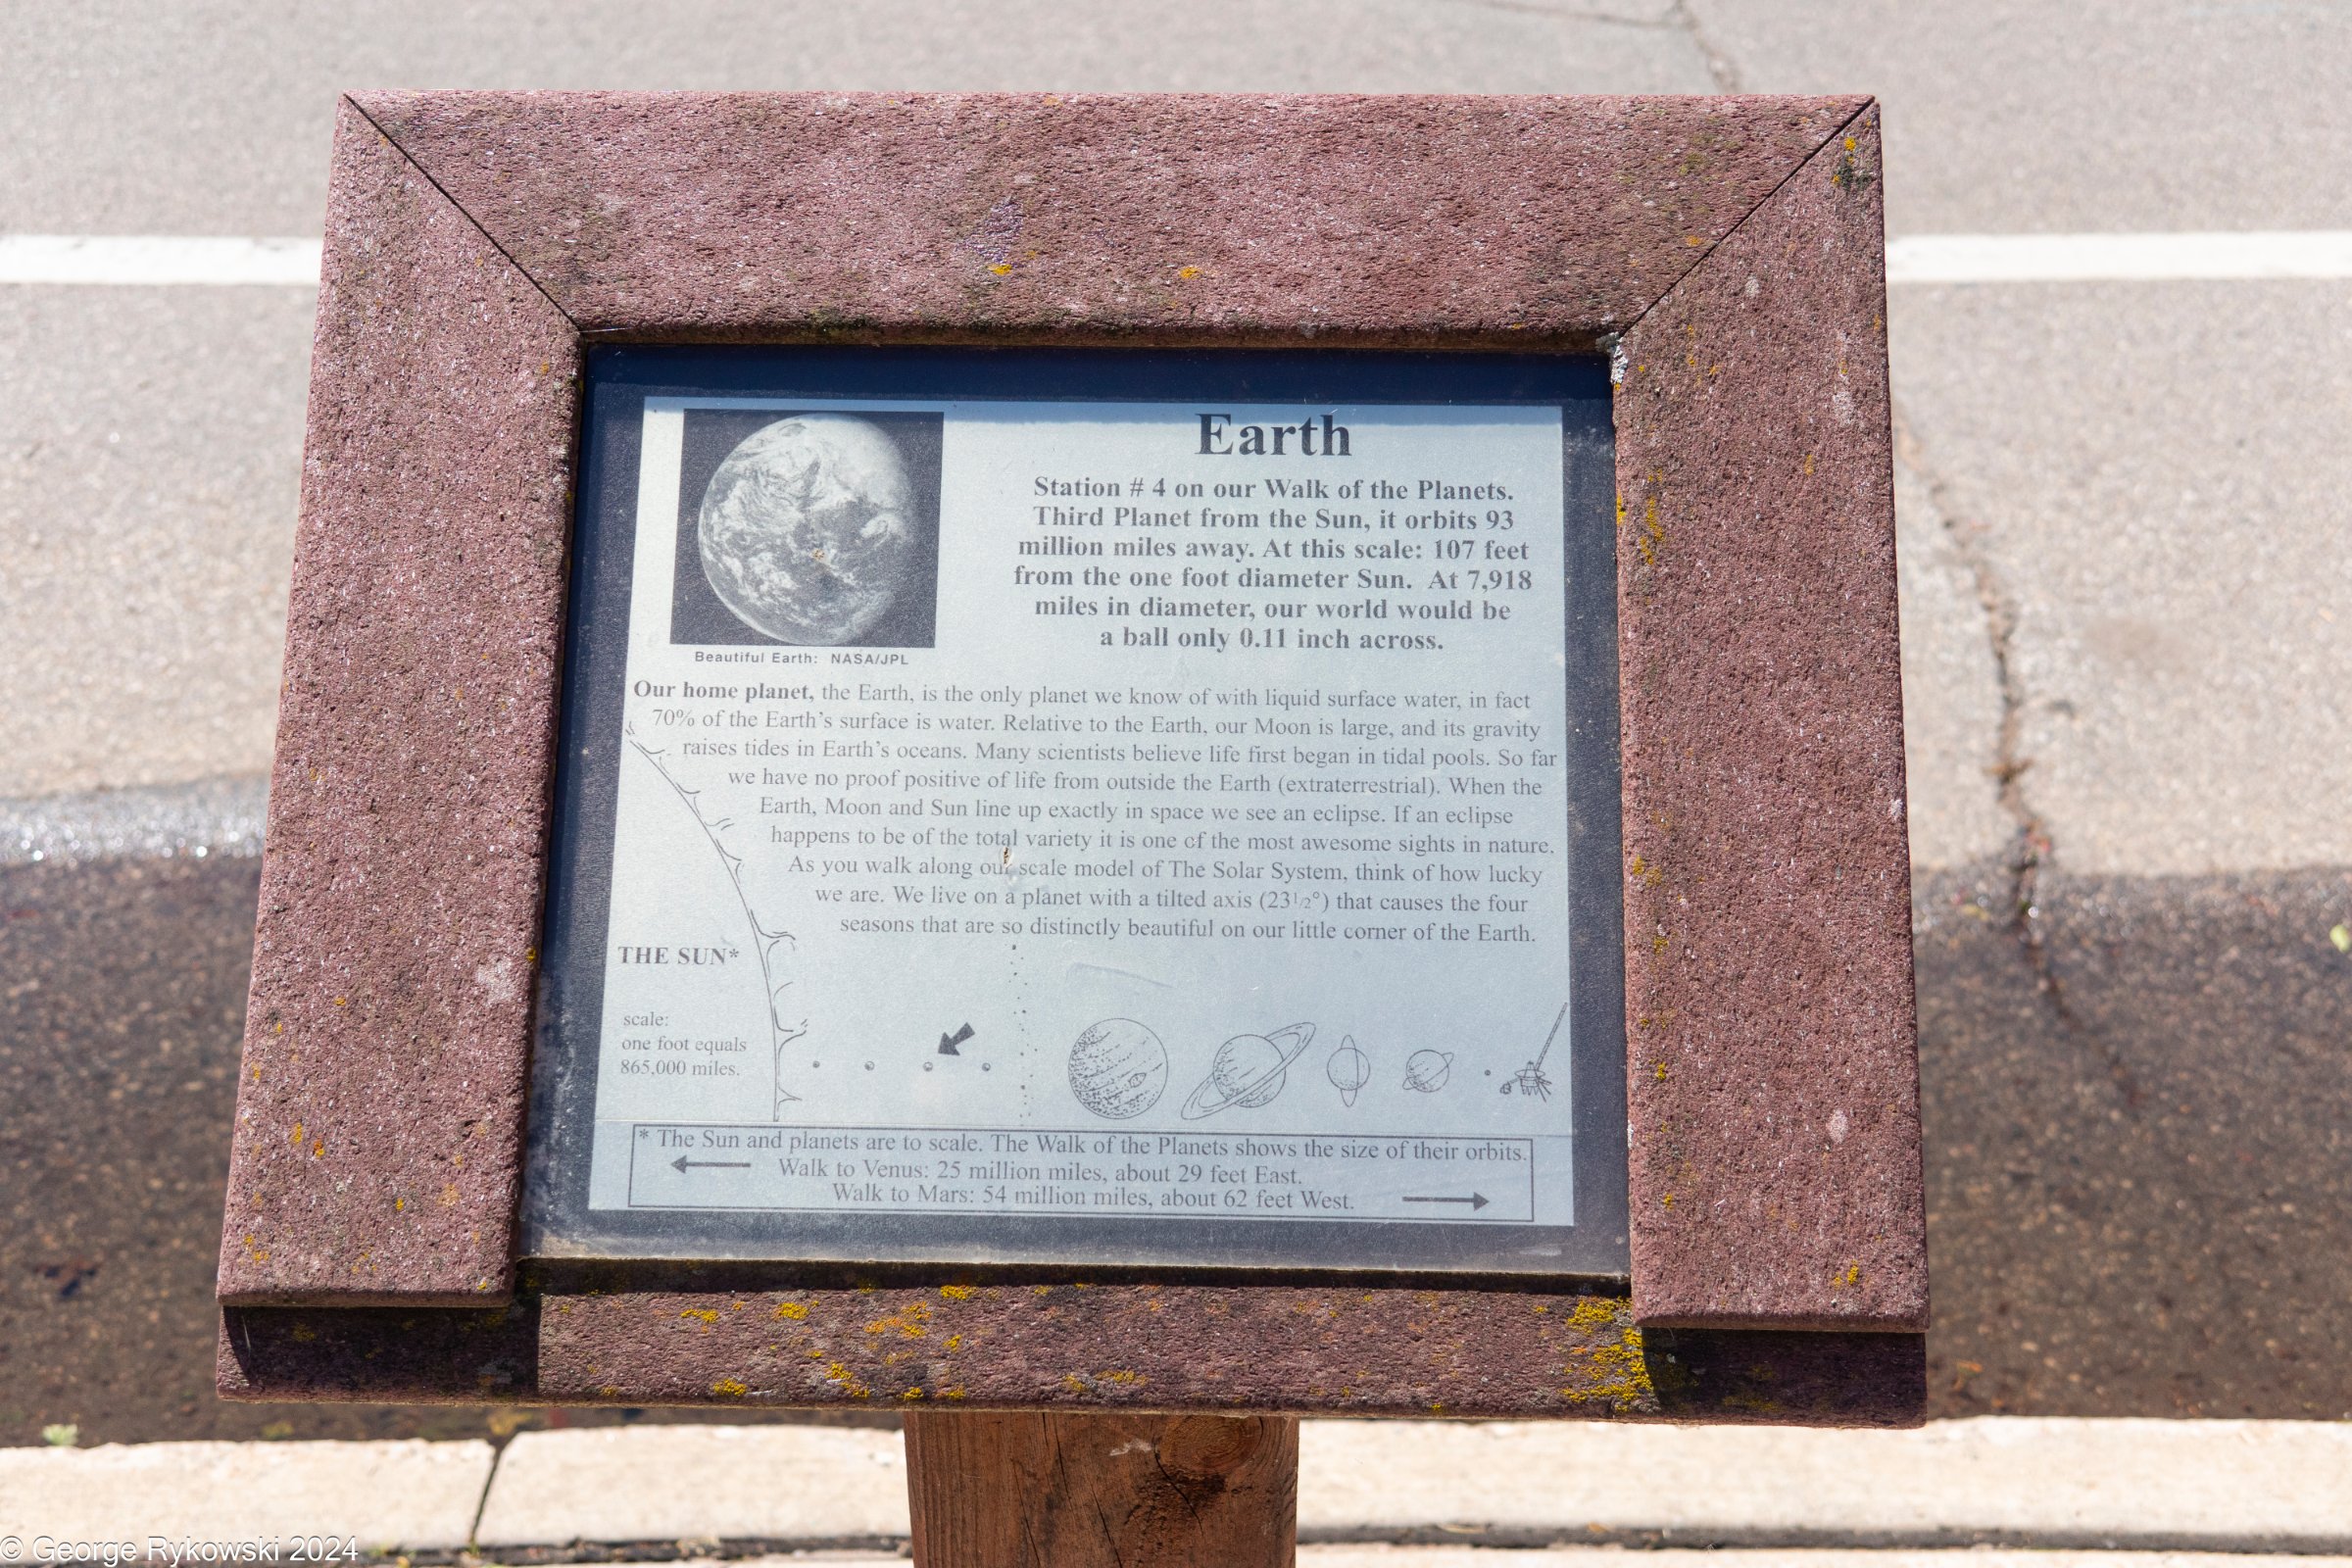 Earth
Station # 4 on our Walk of the Planets.
Third Planet from the Sun, it orbits 93
million miles away. At this scale: 107 feet
from the one foot diameter Sun. At 7,918
miles in diameter, our world would be
a ball only 0.11 inch across.
Beautiful Earth: NASA/JPL
Our home planet, the Earth, is the only planet we know of with liquid surface water, in fact
70% of the Earth's surface is water. Relative to the Earth, our Moon is large, and its gravity
raises tides in Earth's oceans. Many scientists believe life first began in tidal pools. So far
we have no proof positive of life from outside the Earth (extraterrestrial). When the
Earth, Moon and Sun line up exactly in space we see an eclipse. If an eclipse
happens to be of the total variety it is one of the most awesome sights in nature.
As you walk along our scale model of The Solar System, think of how lucky
we are. We live on a planet with a tilted axis (23½°) that causes the four
seasons that are so distinctly beautiful on our little corner of the Earth.
THE SUN*
scale:
one foot equals
865,000 miles.
* The Sun and planets are to scale. The Walk of the Planets shows the size of their orbits.
Walk to Venus: 25 million miles, about 29 feet East.
Walk to Mars: 54 million miles, about 62 feet West.
© George Rykowski 2024